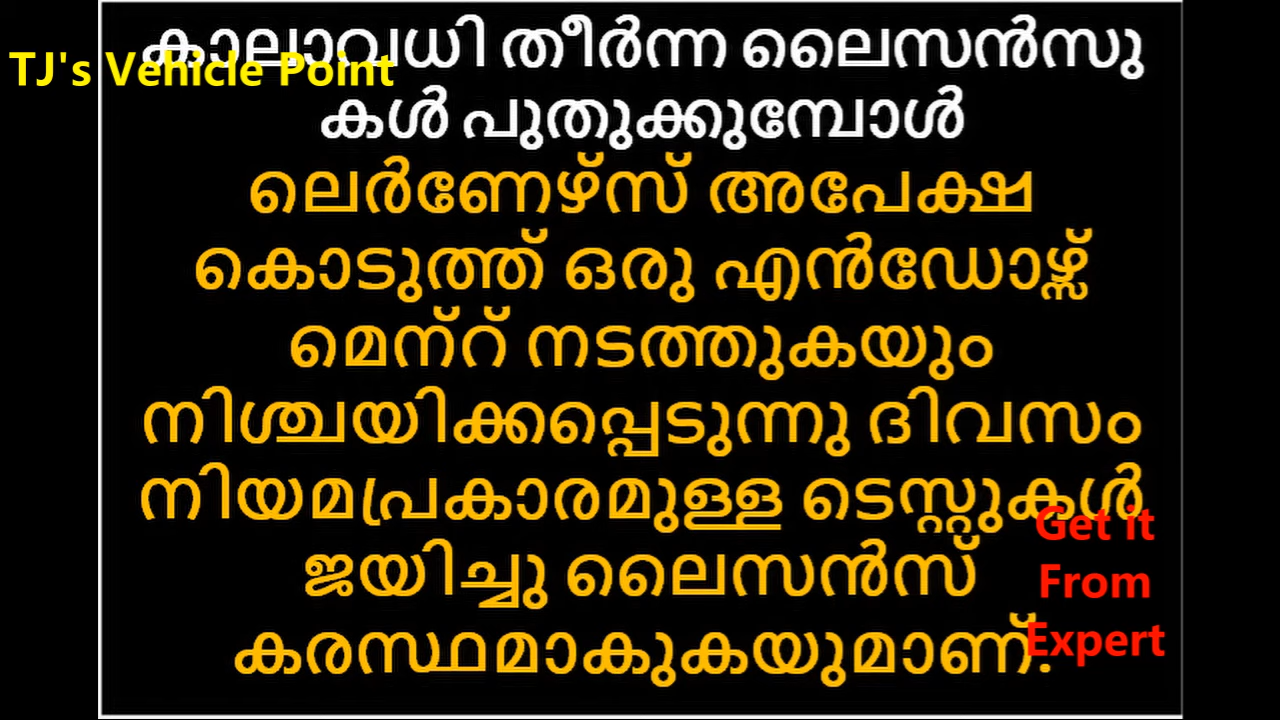 TJ's Vehicle Point
കാലാവധി തീർന്ന ലൈസൻസു
കൾ പുതുക്കുമ്പോൾ
ലെർണേഴ്സ് അപേക്ഷ
കൊടുത്ത് ഒരു എൻഡോഴ്സ്
മെന്റ് നടത്തുകയും
നിശ്ചയിക്കപ്പെടുന്നു ദിവസം
നിയമപ്രകാരമുള്ള ടെസ്റ്റുകൾ
ജയിച്ചു ലൈസൻസ്
കരസ്ഥമാകുകയുമാണ്.
Get it
From
Expert